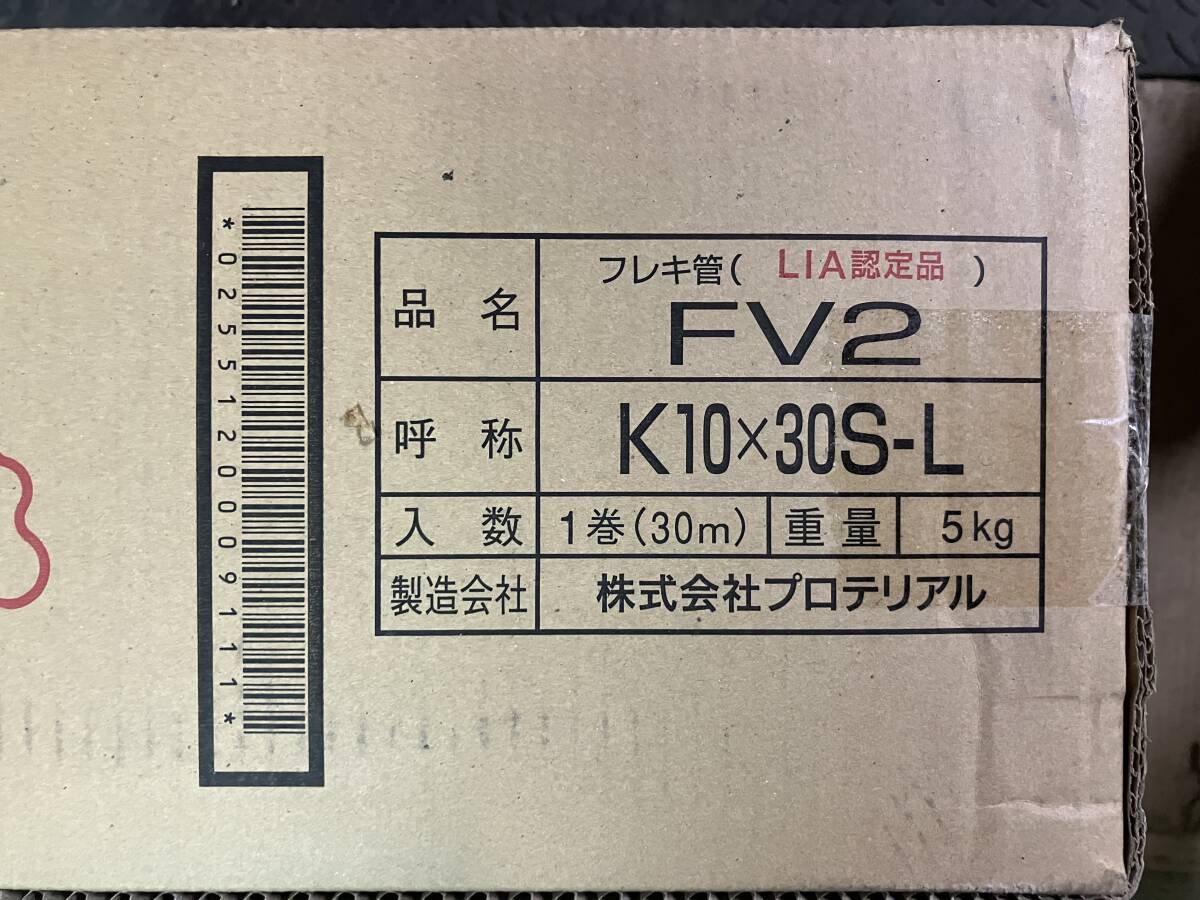 *025512000091 11*
品名
フレキ管( LIA認定品 )
FV2
呼称
K10×30S-L
入数
1巻(30m)
重量
5kg
製造会社
株式会社プロテリアル